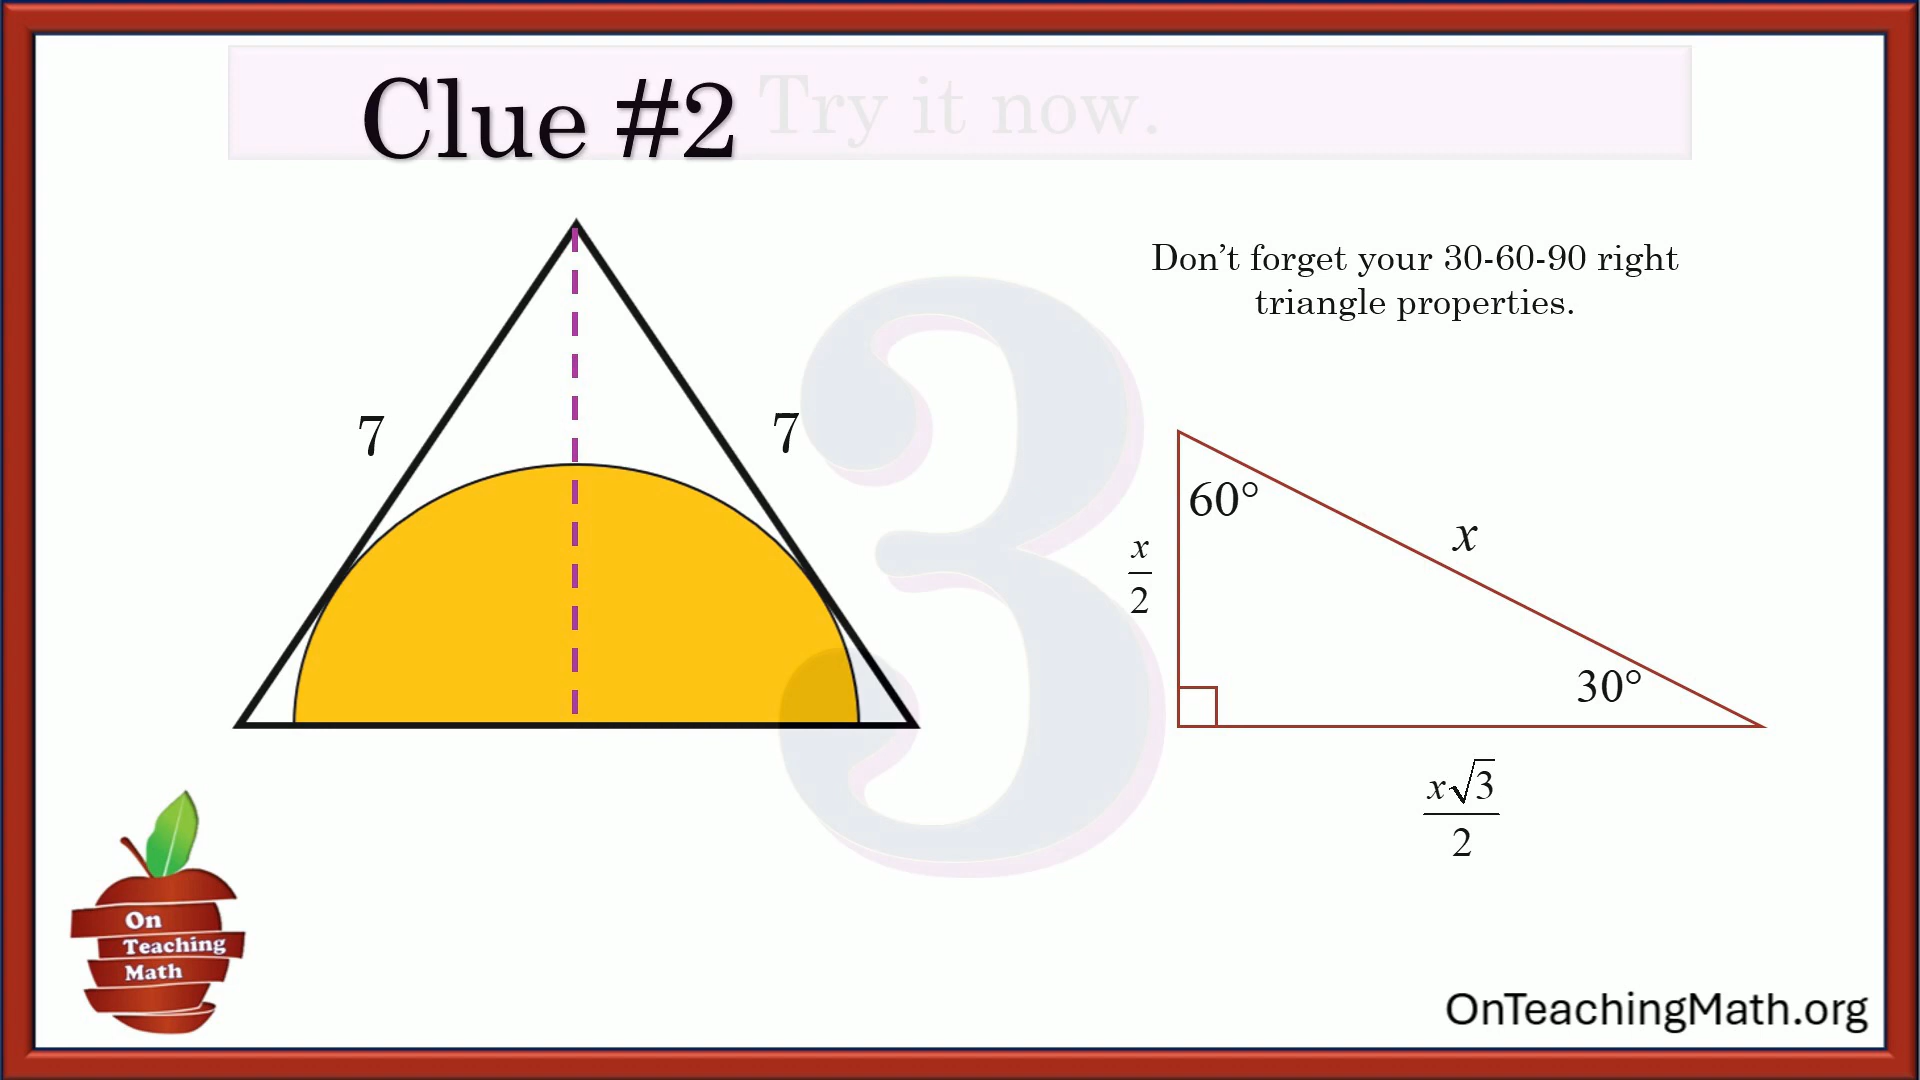 Clue #2
Try it now.
Don’t forget your 30-60-90 right
triangle properties.
7
7
3
60°
x
x
2
30°
x√3
2
On
Teaching
Math
OnTeachingMath.org